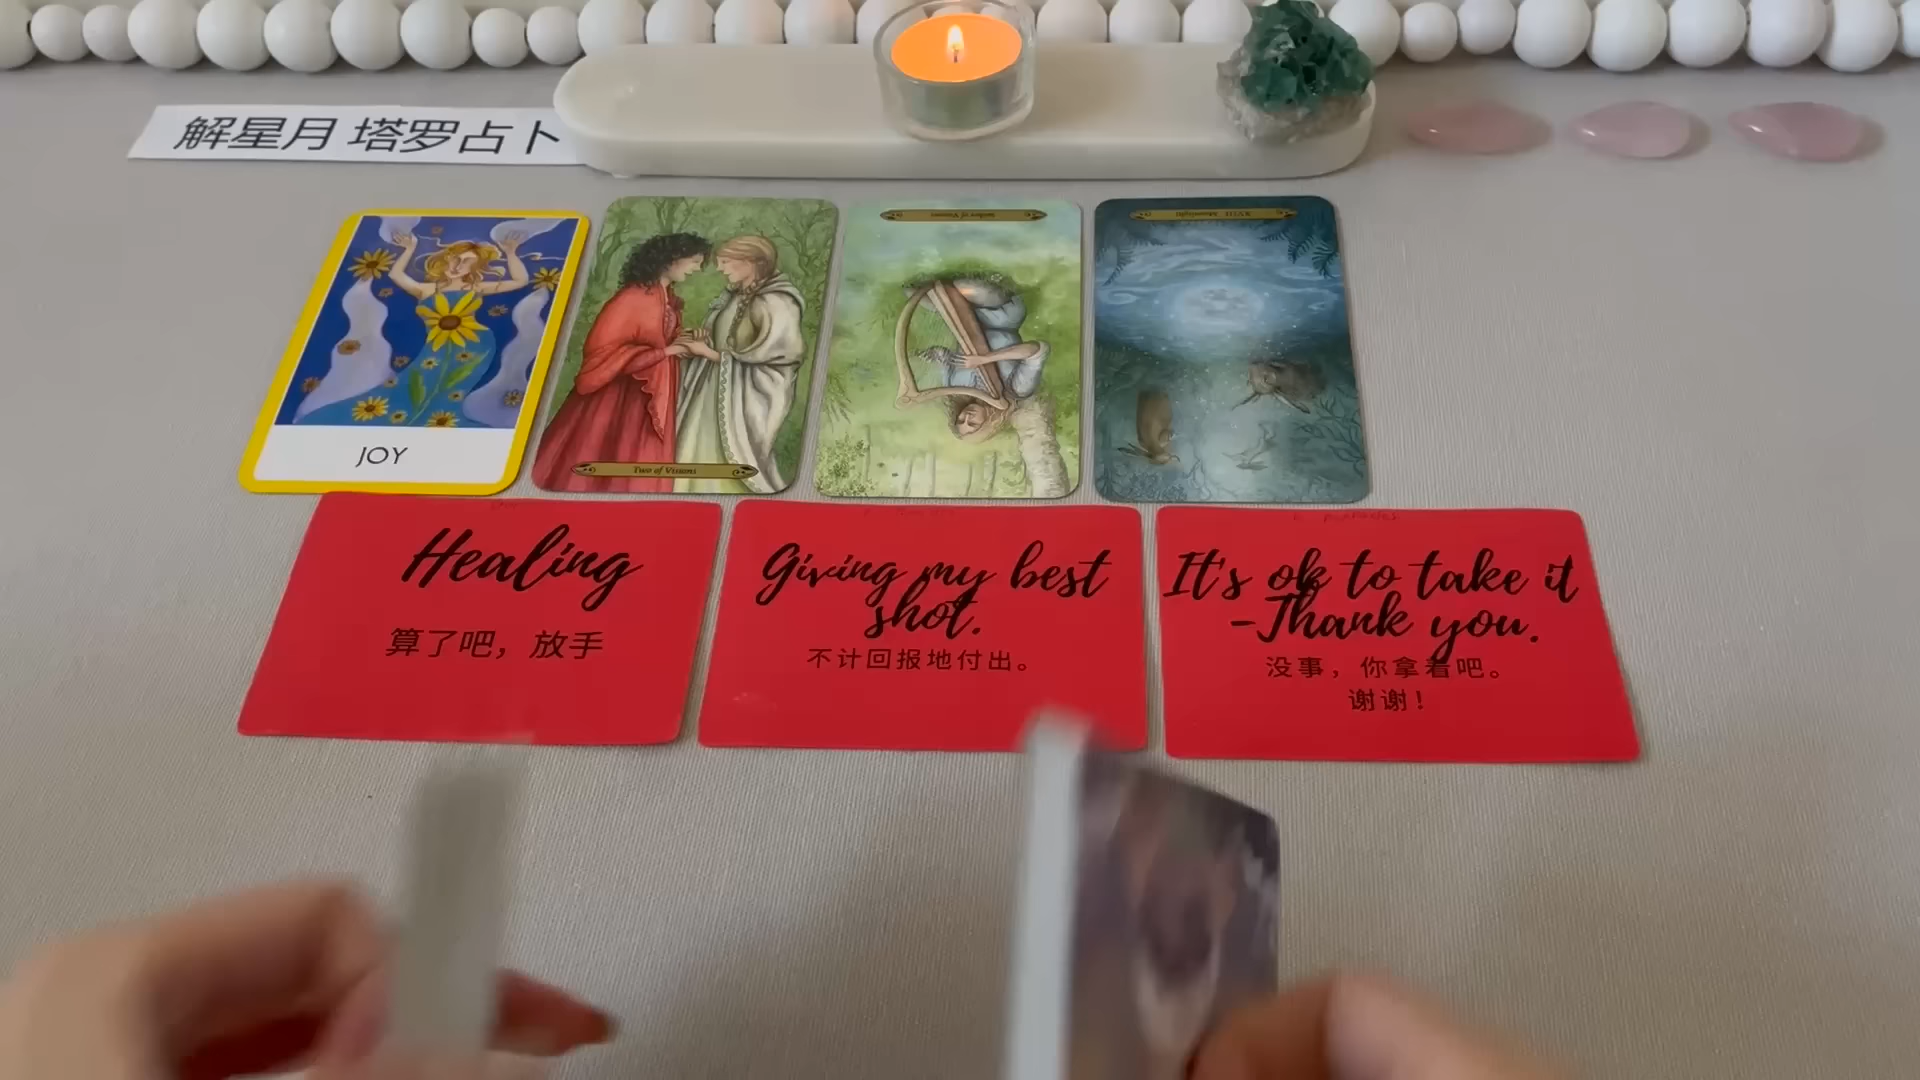 解星月 塔罗占卜
JOY
Two of Visions
XVIII Moonlight
Healing
算了吧，放手
Giving my best
shot.
不计回报地付出。
It's ok to take it
-Thank you.
没事，你拿着吧。
谢谢！